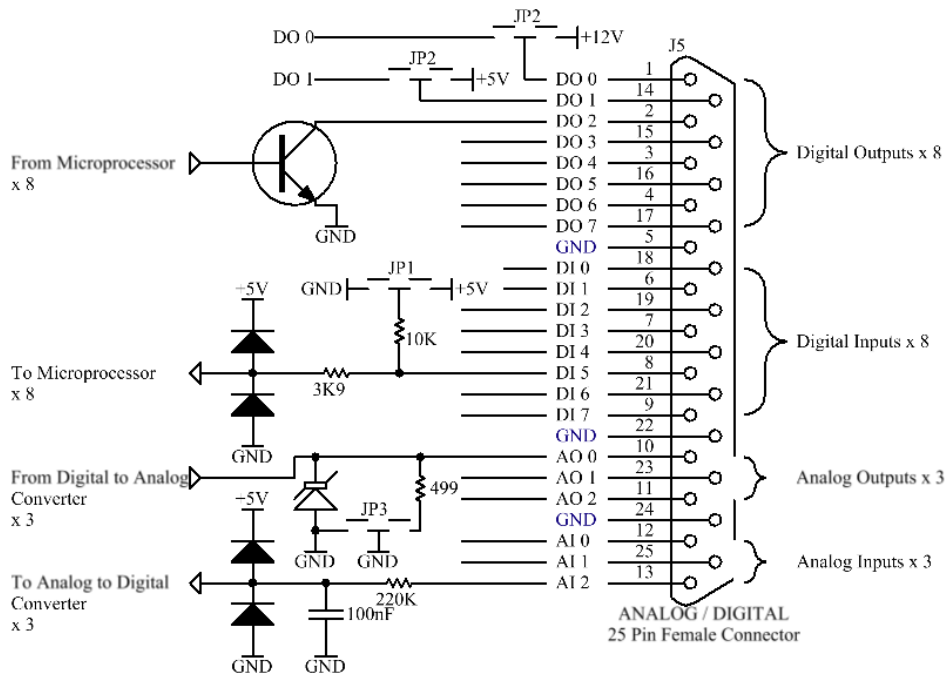 JP2
DO 0
+12V
J5
JP2
DO 1
+5V
DO 0 1
DO 1 14
DO 2 2
DO 3 15
DO 4 3
DO 5 16
DO 6 4
DO 7 17
GND 5
Digital Outputs x 8
From Microprocessor
x 8
GND
DI 0 18
DI 1 6
DI 2 19
DI 3 7
DI 4 20
DI 5 8
DI 6 21
DI 7 9
GND 22
Digital Inputs x 8
JP1
GND
+5V
+5V
10K
To Microprocessor
x 8
3K9
GND
AO 0 10
AO 1 23
AO 2 11
GND 24
Analog Outputs x 3
From Digital to Analog
Converter
x 3
499
+5V
JP3
GND
GND
AI 0 12
AI 1 25
AI 2 13
Analog Inputs x 3
To Analog to Digital
Converter
x 3
220K
100nF
GND
GND
ANALOG / DIGITAL
25 Pin Female Connector